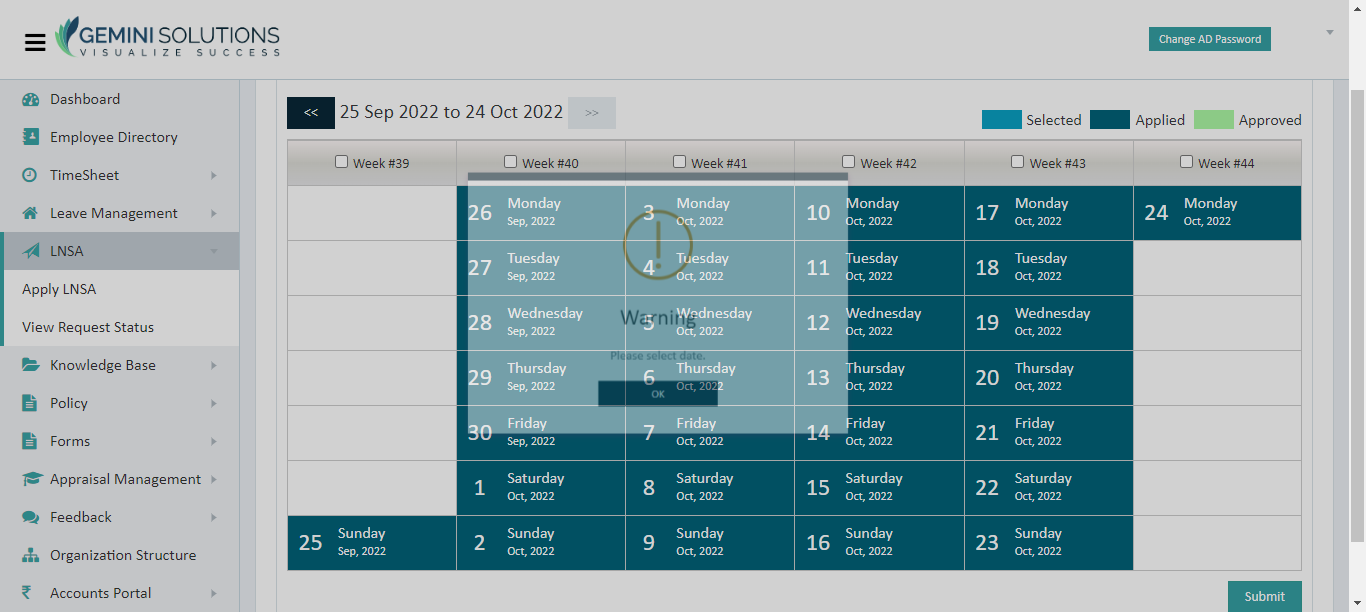 GEMINI SOLUTIONS
VISUALIZE SUCCESS
Change AD Password
Dashboard
Employee Directory
TimeSheet
Leave Management
LNSA
Apply LNSA
View Request Status
Knowledge Base
Policy
Forms
Appraisal Management
Feedback
Organization Structure
₹ Accounts Portal
<< 25 Sep 2022 to 24 Oct 2022 >>
Selected Applied Approved
Week #39 Week #40 Week #41 Week #42 Week #43 Week #44
26 Monday 3 Monday 10 Monday 17 Monday 24 Monday
Sep, 2022 Oct, 2022 Oct, 2022 Oct, 2022 Oct, 2022
27 Tuesday 4 Tuesday 11 Tuesday 18 Tuesday
Sep, 2022 Oct, 2022 Oct, 2022 Oct, 2022
28 Wednesday 5 Wednesday 12 Wednesday 19 Wednesday
Sep, 2022 Oct, 2022 Oct, 2022 Oct, 2022
29 Thursday 6 Thursday 13 Thursday 20 Thursday
Sep, 2022 Oct, 2022 Oct, 2022 Oct, 2022
30 Friday 7 Friday 14 Friday 21 Friday
Sep, 2022 Oct, 2022 Oct, 2022 Oct, 2022
1 Saturday 8 Saturday 15 Saturday 22 Saturday
Oct, 2022 Oct, 2022 Oct, 2022 Oct, 2022
25 Sunday 2 Sunday 9 Sunday 16 Sunday 23 Sunday
Sep, 2022 Oct, 2022 Oct, 2022 Oct, 2022 Oct, 2022
!
Warning
Please select date.
OK
Submit